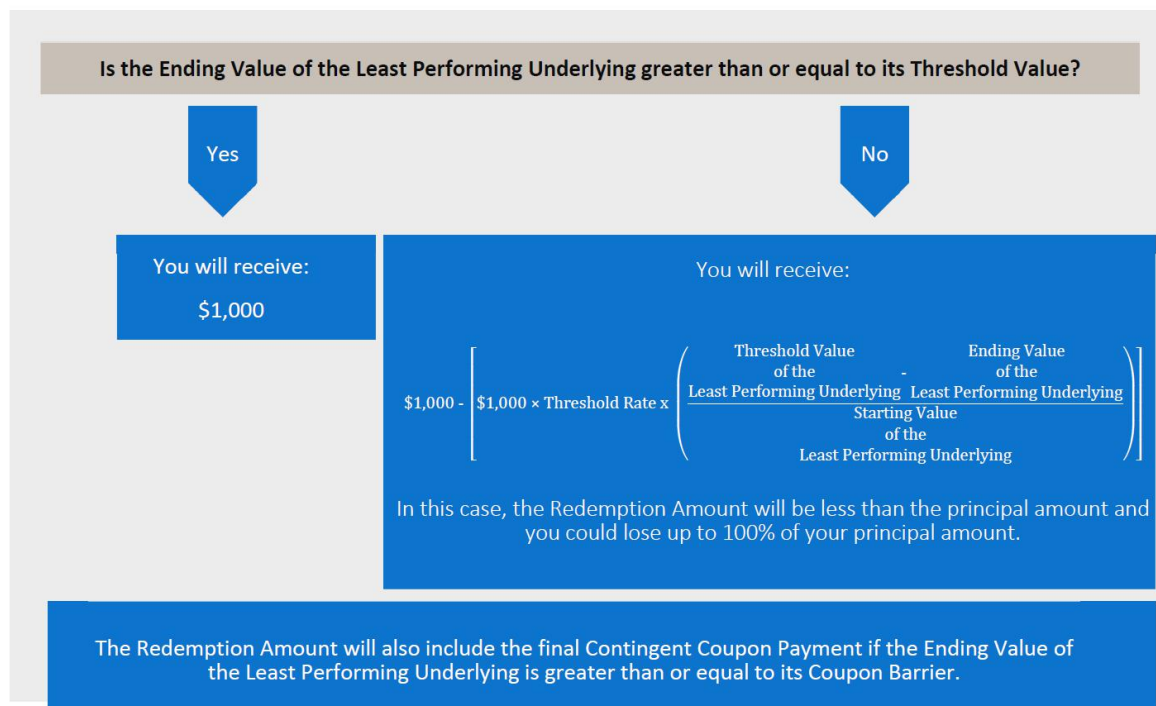 Is the Ending Value of the Least Performing Underlying greater than or equal to its Threshold Value?
Yes
No
You will receive:
$1,000
You will receive:
$1,000 - [$1,000 × Threshold Rate x (
Threshold Value
of the
Least Performing Underlying
-
Ending Value
of the
Least Performing Underlying
Starting Value
of the
Least Performing Underlying
)]
In this case, the Redemption Amount will be less than the principal amount and
you could lose up to 100% of your principal amount.
The Redemption Amount will also include the final Contingent Coupon Payment if the Ending Value of
the Least Performing Underlying is greater than or equal to its Coupon Barrier.